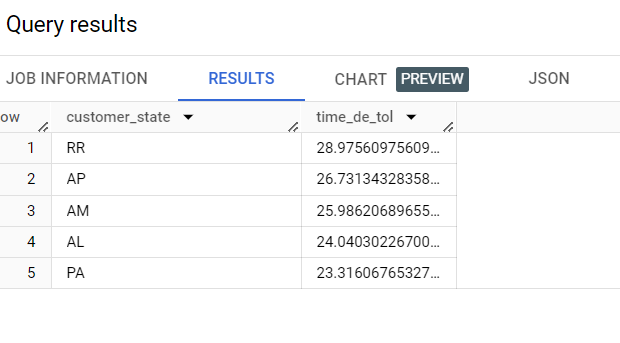 Query results
JOB INFORMATION RESULTS CHART PREVIEW JSON
ow customer_state time_de_tol
1 RR 28.97560975609...
2 AP 26.73134328358...
3 AM 25.98620689655...
4 AL 24.04030226700...
5 PA 23.31606765327...